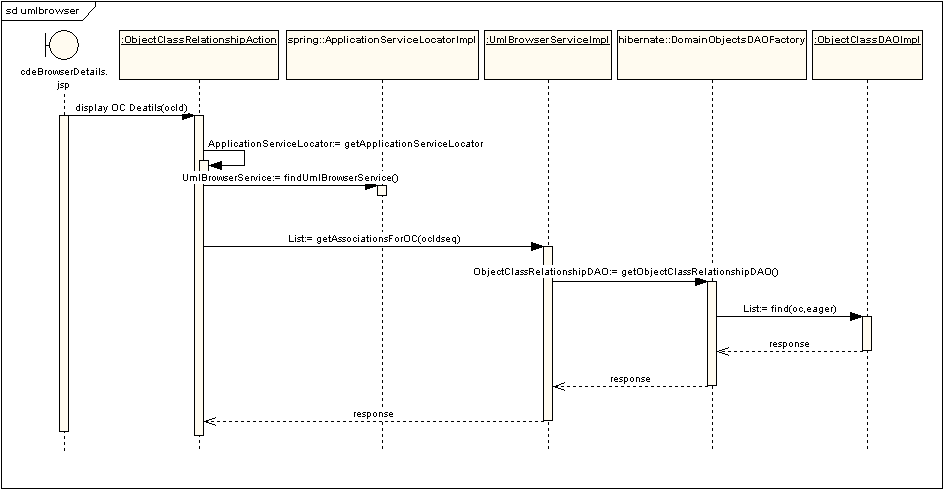 sd umlbrowser
cdeBrowserDetails.
jsp
:ObjectClassRelationshipAction
spring::ApplicationServiceLocatorImpl
:UmlBrowserServiceImpl
hibernate::DomainObjectsDAOFactory
:ObjectClassDAOImpl
display OC Deatils(ocId)
ApplicationServiceLocator:= getApplicationServiceLocator
UmlBrowserService:= findUmlBrowserService()
List:= getAssociationsForOC(ocIdseq)
ObjectClassRelationshipDAO:= getObjectClassRelationshipDAO()
List:= find(oc,eager)
response
response
response